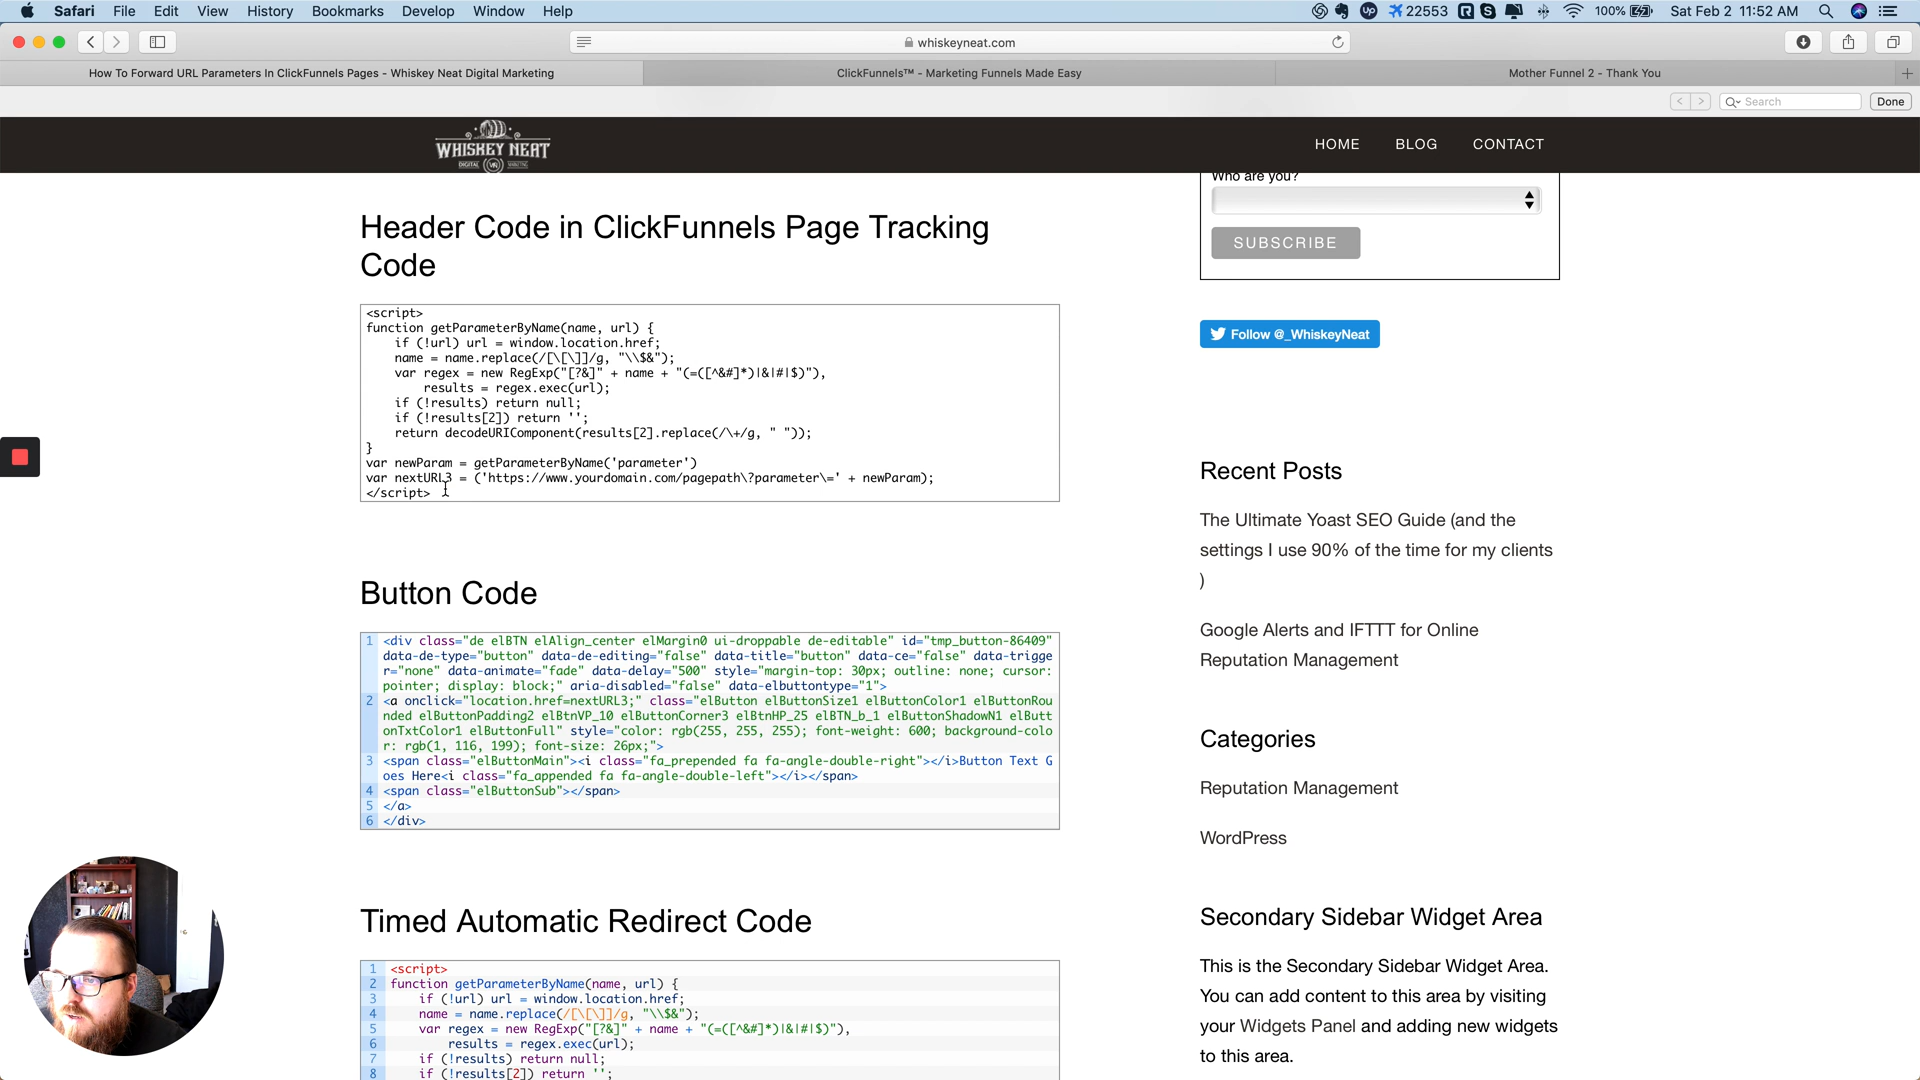 Safari File Edit View History Bookmarks Develop Window Help 22553 100% Sat Feb 2 11:52 AM
whiskeyneat.com
How To Forward URL Parameters In ClickFunnels Pages - Whiskey Neat Digital Marketing
ClickFunnels™ - Marketing Funnels Made Easy
Mother Funnel 2 - Thank You
Search
Done
WHISKEY NEAT
DIGITAL MARKETING
HOME
BLOG
CONTACT
Header Code in ClickFunnels Page Tracking
Code
<script>
function getParameterByName(name, url) {
    if (!url) url = window.location.href;
    name = name.replace(/[\[\]]/g, "\\$&");
    var regex = new RegExp("[?&]" + name + "(=([^&#]*)|&|#|$)"),
        results = regex.exec(url);
    if (!results) return null;
    if (!results[2]) return '';
    return decodeURIComponent(results[2].replace(/\+/g, " "));
}
var newParam = getParameterByName('parameter')
var nextURL3 = ('https://www.yourdomain.com/pagepath\?parameter\=' + newParam);
</script>
Button Code
1 <div class="de elBTN elAlign_center elMargin0 ui-droppable de-editable" id="tmp_button-86409"
data-de-type="button" data-de-editing="false" data-title="button" data-ce="false" data-trigge
r="none" data-animate="fade" data-delay="500" style="margin-top: 30px; outline: none; cursor:
pointer; display: block;" aria-disabled="false" data-elbuttontype="1">
2 <a onclick="location.href=nextURL3;" class="elButton elButtonSize1 elButtonColor1 elButtonRou
nded elButtonPadding2 elBtnVP_10 elButtonCorner3 elBtnHP_25 elBTN_b_1 elButtonShadowN1 elButt
onTxtColor1 elButtonFull" style="color: rgb(255, 255, 255); font-weight: 600; background-colo
r: rgb(1, 116, 199); font-size: 26px;">
3 <span class="elButtonMain"><i class="fa_prepended fa fa-angle-double-right"></i>Button Text G
oes Here<i class="fa_appended fa fa-angle-double-left"></i></span>
4 <span class="elButtonSub"></span>
5 </a>
6 </div>
Timed Automatic Redirect Code
1 <script>
2 function getParameterByName(name, url) {
3     if (!url) url = window.location.href;
4     name = name.replace(/[\[\]]/g, "\\$&");
5     var regex = new RegExp("[?&]" + name + "(=([^&#]*)|&|#|$)"),
6         results = regex.exec(url);
7     if (!results) return null;
8     if (!results[2]) return '';
Who are you?
SUBSCRIBE
Follow @_WhiskeyNeat
Recent Posts
The Ultimate Yoast SEO Guide (and the
settings I use 90% of the time for my clients
)
Google Alerts and IFTTT for Online
Reputation Management
Categories
Reputation Management
WordPress
Secondary Sidebar Widget Area
This is the Secondary Sidebar Widget Area.
You can add content to this area by visiting
your Widgets Panel and adding new widgets
to this area.